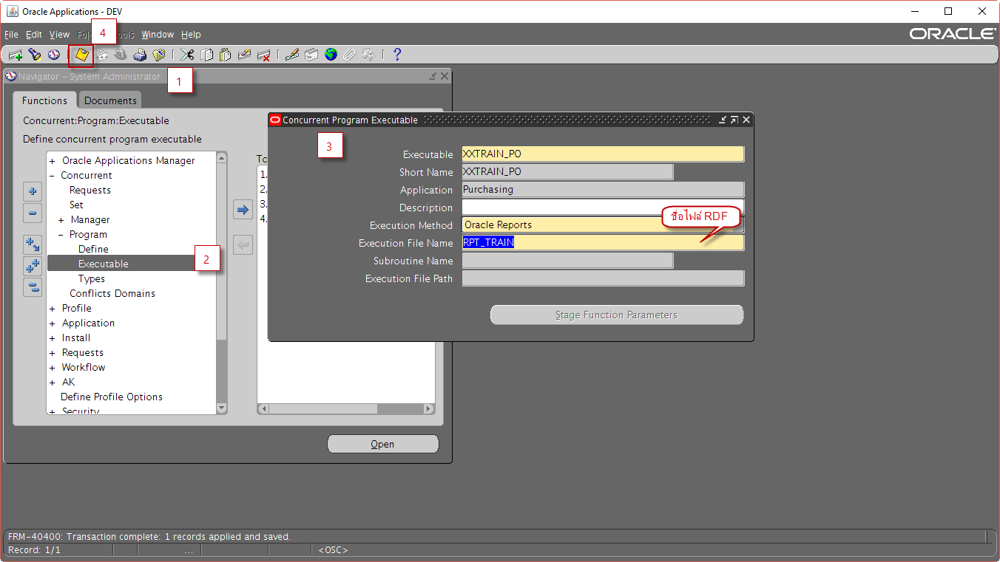 Oracle Applications - DEV
File Edit View Fol ools Window Help
4
ORACLE
?
Navigator - System Administrator
1
Functions Documents
Concurrent:Program:Executable
Define concurrent program executable
+ Oracle Applications Manager
- Concurrent
Requests
Set
+ Manager
- Program
Define
Executable
2
Types
Conflicts Domains
+ Profile
+ Application
+ Install
+ Requests
+ Workflow
+ AK
Define Profile Options
+ Security
To
1.
2.
3.
4.
Open
Concurrent Program Executable
3
Executable XXTRAIN_PO
Short Name XXTRAIN_PO
Application Purchasing
Description
ชื่อไฟล์ RDF
Execution Method Oracle Reports
Execution File Name RPT_TRAIN
Subroutine Name
Execution File Path
Stage Function Parameters
FRM-40400: Transaction complete: 1 records applied and saved.
Record: 1/1 ... <OSC>